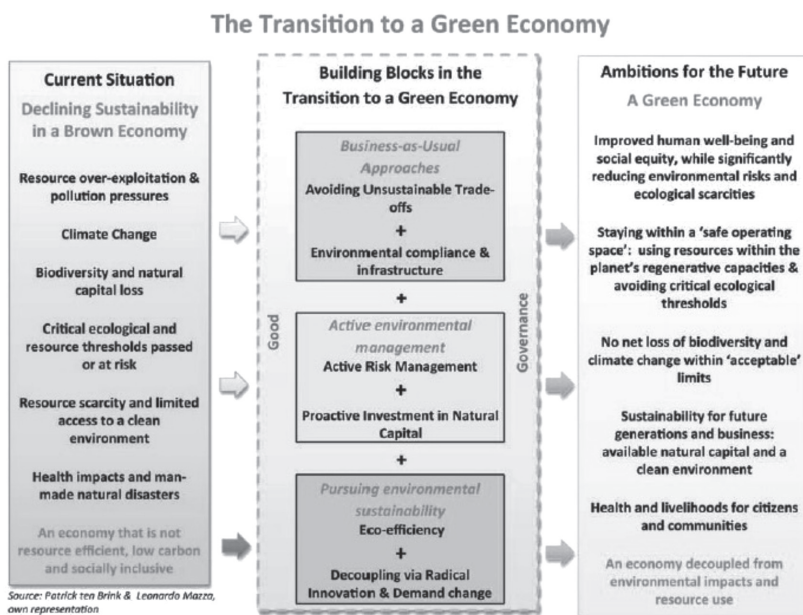 The Transition to a Green Economy
Current Situation
Declining Sustainability
in a Brown Economy
Resource over-exploitation &
pollution pressures
Climate Change
Biodiversity and natural
capital loss
Critical ecological and
resource thresholds passed
or at risk
Resource scarcity and limited
access to a clean
environment
Health impacts and man-
made natural disasters
An economy that is not
resource efficient, low carbon
and socially inclusive
Source: Patrick ten Brink & Leonardo Mazza,
own representation
Building Blocks in the
Transition to a Green Economy
Good
Business-as-Usual
Approaches
Avoiding Unsustainable Trade-
offs
+
Environmental compliance &
infrastructure
+
Active environmental
management
Active Risk Management
+
Proactive Investment in Natural
Capital
+
Pursuing environmental
sustainability
Eco-efficiency
+
Decoupling via Radical
Innovation & Demand change
Governance
Ambitions for the Future
A Green Economy
Improved human well-being and
social equity, while significantly
reducing environmental risks and
ecological scarcities
Staying within a ‘safe operating
space’: using resources within the
planet’s regenerative capacities &
avoiding critical ecological
thresholds
No net loss of biodiversity and
climate change within ‘acceptable’
limits
Sustainability for future
generations and business:
available natural capital and a
clean environment
Health and livelihoods for citizens
and communities
An economy decoupled from
environmental impacts and
resource use